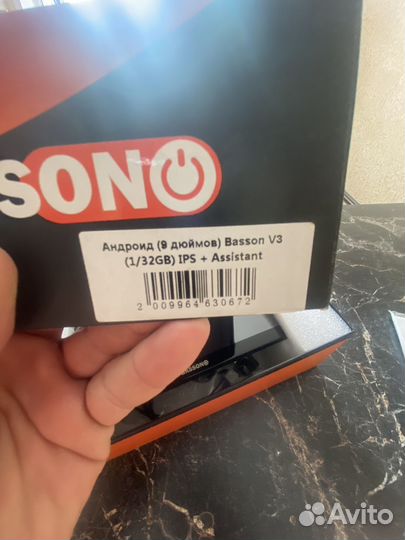 SON
Андроид (9 дюймов) Basson V3
(1/32GB) IPS + Assistant
2 009964 630672
Avito